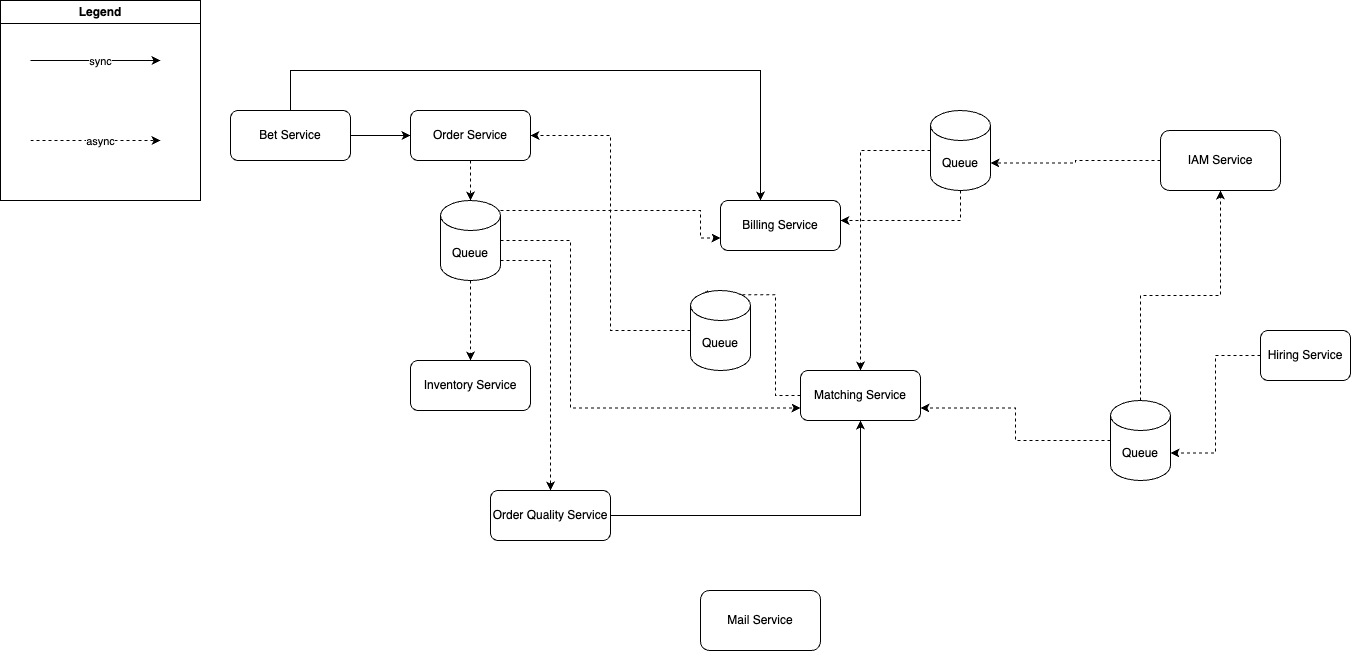 Legend
sync
async
Bet Service
Order Service
Queue
IAM Service
Billing Service
Queue
Queue
Hiring Service
Inventory Service
Matching Service
Queue
Order Quality Service
Mail Service